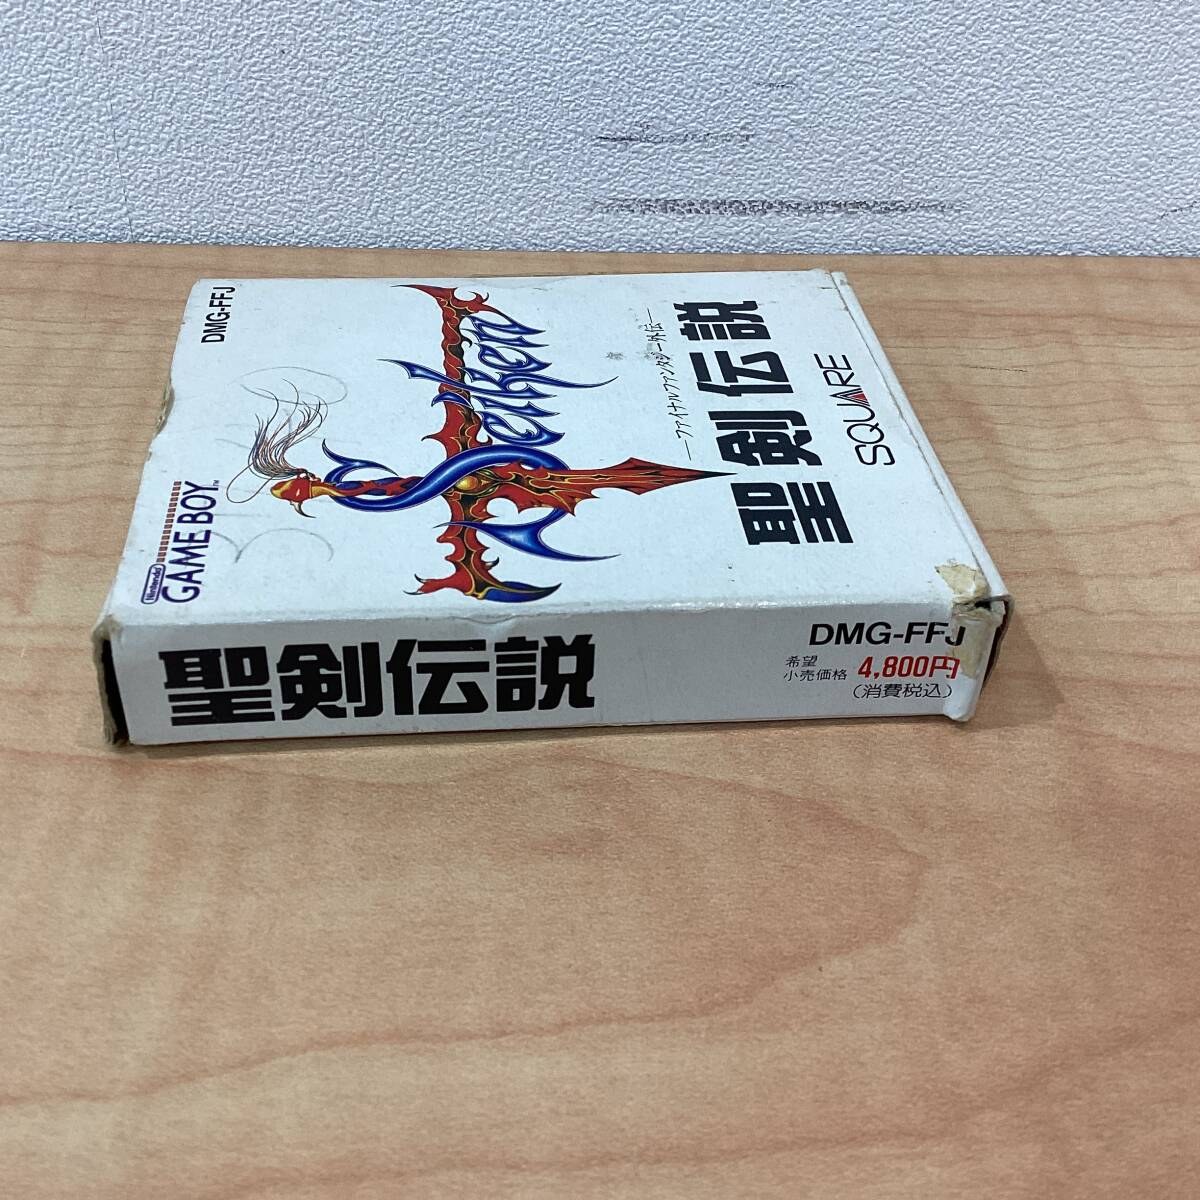 DMG-FFJ
Nintendo
GAME BOY™
Seiken
―ファイナルファンタジー外伝―
聖剣伝説
SQUARE
聖剣伝説
DMG-FFJ
希望
小売価格 4,800円
(消費税込)